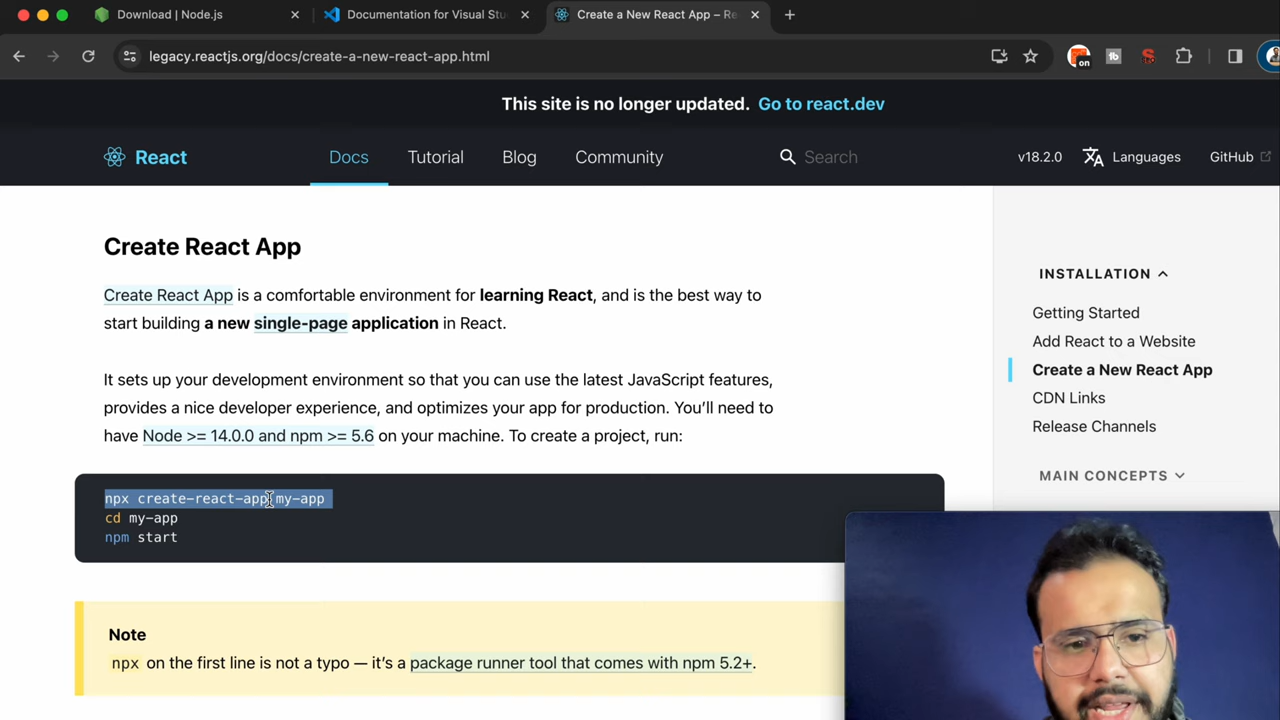 Download | Node.js
Documentation for Visual Stu
Create a New React App – Re
legacy.reactjs.org/docs/create-a-new-react-app.html
on
fb
This site is no longer updated. Go to react.dev
React
Docs
Tutorial
Blog
Community
Search
v18.2.0
Languages
GitHub
Create React App
Create React App is a comfortable environment for learning React, and is the best way to
start building a new single-page application in React.
It sets up your development environment so that you can use the latest JavaScript features,
provides a nice developer experience, and optimizes your app for production. You’ll need to
have Node >= 14.0.0 and npm >= 5.6 on your machine. To create a project, run:
npx create-react-app my-app
cd my-app
npm start
Note
npx on the first line is not a typo — it’s a package runner tool that comes with npm 5.2+.
INSTALLATION
Getting Started
Add React to a Website
Create a New React App
CDN Links
Release Channels
MAIN CONCEPTS